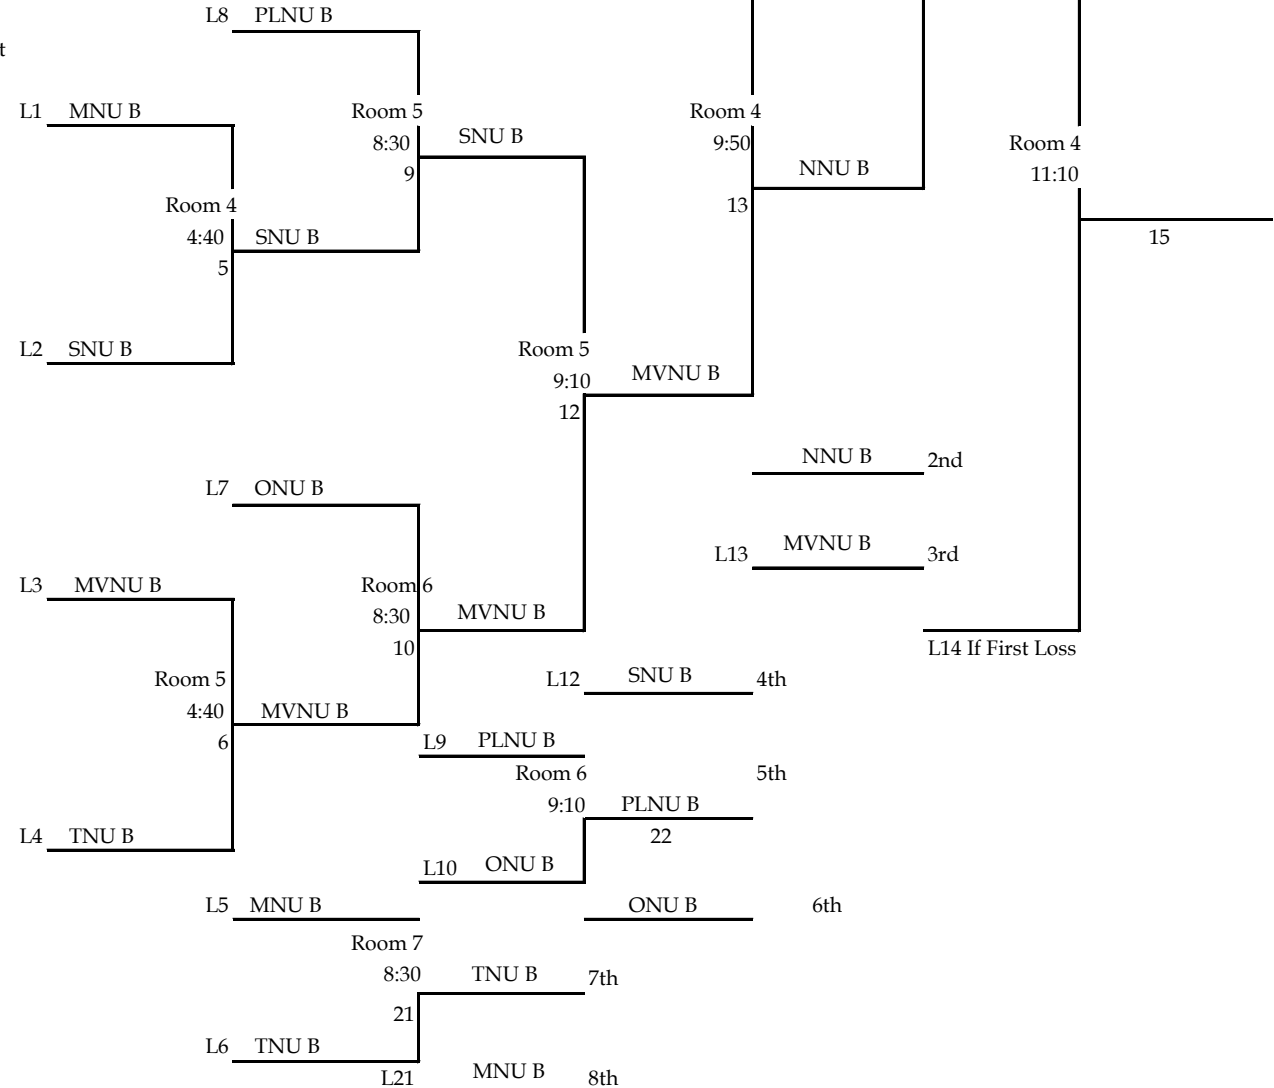 L8 PLNU B
t
L1 MNU B
Room 5
Room 4
8:30
SNU B
9:50
Room 4
9
NNU B
11:10
Room 4
13
4:40
SNU B
15
5
L2 SNU B
Room 5
9:10
MVNU B
12
NNU B 2nd
L7 ONU B
L13 MVNU B 3rd
L3 MVNU B
Room 6
8:30
MVNU B
10
L14 If First Loss
Room 5
L12 SNU B 4th
4:40
MVNU B
6
L9 PLNU B
Room 6
5th
9:10
PLNU B
L4 TNU B
22
L10 ONU B
L5 MNU B
ONU B 6th
Room 7
8:30
TNU B 7th
21
L6 TNU B
L21 MNU B 8th